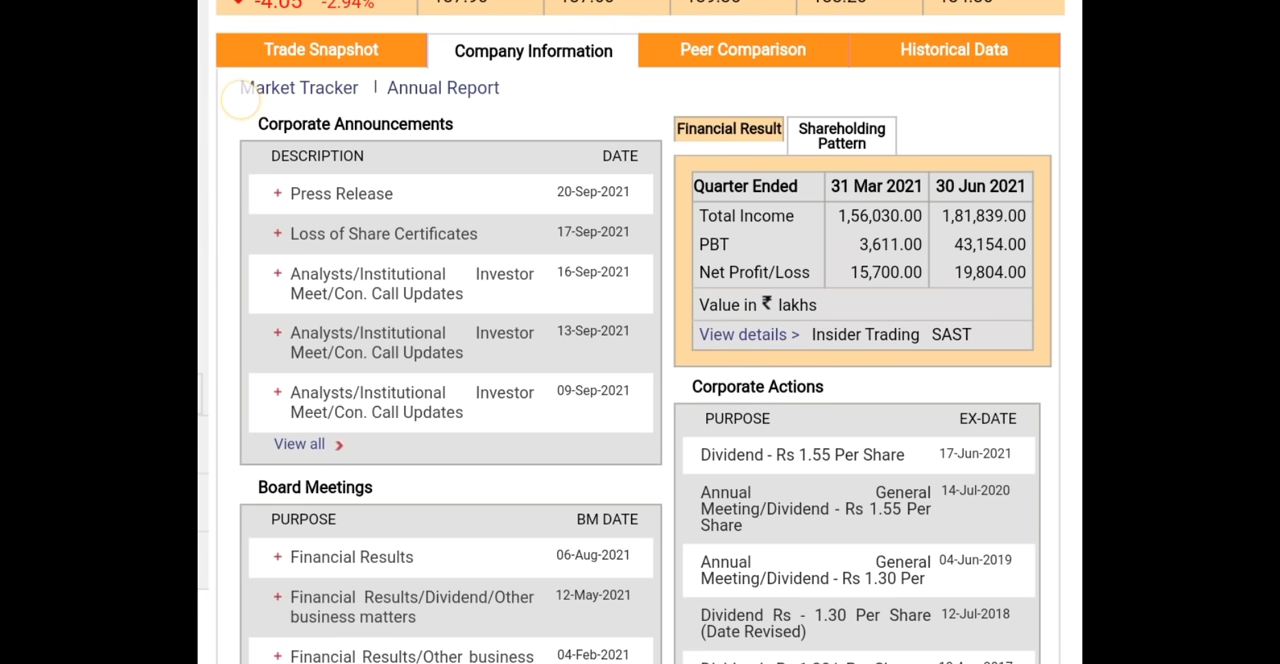 -4.05 -2.94%
Trade Snapshot Company Information Peer Comparison Historical Data
Market Tracker | Annual Report
Corporate Announcements
DESCRIPTION DATE
+ Press Release 20-Sep-2021
+ Loss of Share Certificates 17-Sep-2021
+ Analysts/Institutional Investor 16-Sep-2021
Meet/Con. Call Updates
+ Analysts/Institutional Investor 13-Sep-2021
Meet/Con. Call Updates
+ Analysts/Institutional Investor 09-Sep-2021
Meet/Con. Call Updates
View all
Board Meetings
PURPOSE BM DATE
+ Financial Results 06-Aug-2021
+ Financial Results/Dividend/Other 12-May-2021
business matters
+ Financial Results/Other business 04-Feb-2021
Financial Result
Shareholding
Pattern
Quarter Ended 31 Mar 2021 30 Jun 2021
Total Income 1,56,030.00 1,81,839.00
PBT 3,611.00 43,154.00
Net Profit/Loss 15,700.00 19,804.00
Value in ₹ lakhs
View details > Insider Trading SAST
Corporate Actions
PURPOSE EX-DATE
Dividend - Rs 1.55 Per Share 17-Jun-2021
Annual General 14-Jul-2020
Meeting/Dividend - Rs 1.55 Per
Share
Annual General 04-Jun-2019
Meeting/Dividend - Rs 1.30 Per
Dividend Rs - 1.30 Per Share 12-Jul-2018
(Date Revised)